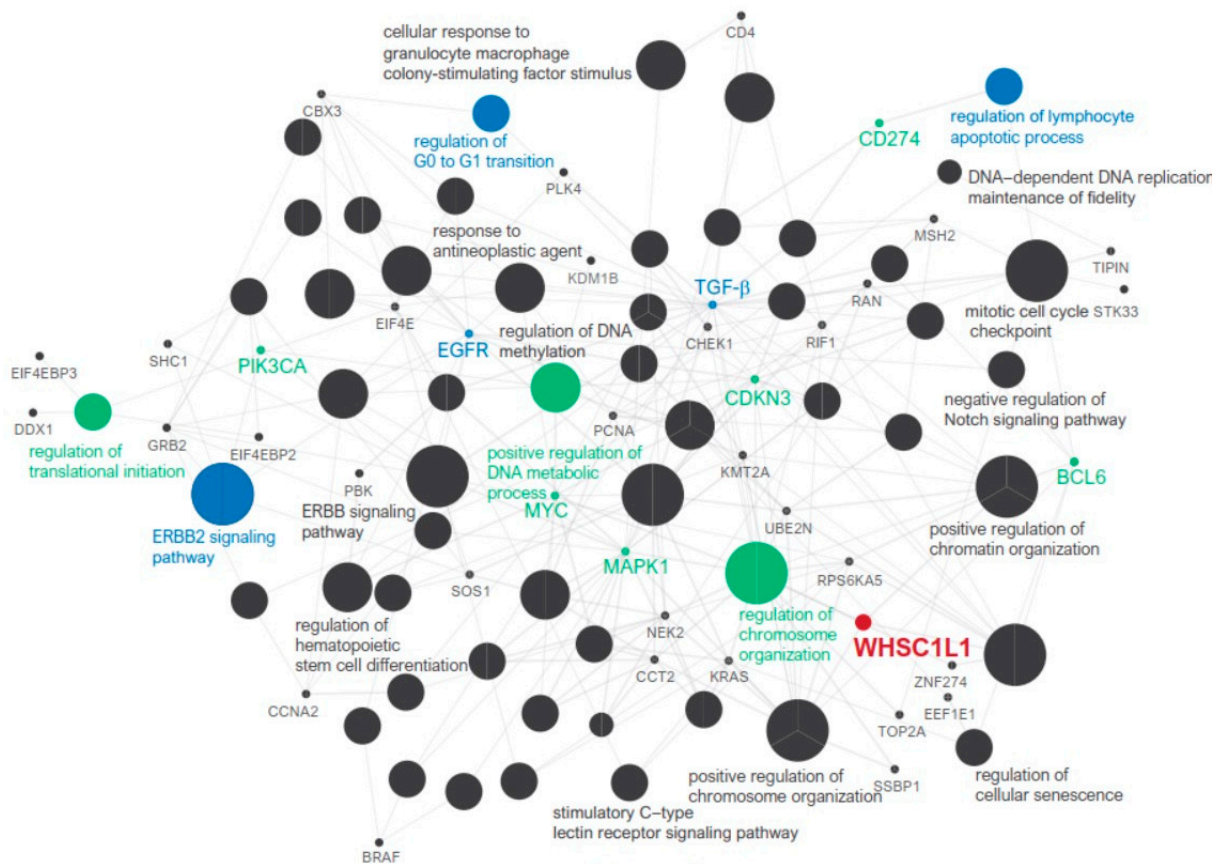 cellular response to
granulocyte macrophage
colony-stimulating factor stimulus
CD4
CBX3
regulation of
G0 to G1 transition
CD274
regulation of lymphocyte
apoptotic process
PLK4
DNA–dependent DNA replication
maintenance of fidelity
response to
antineoplastic agent
MSH2
TIPIN
KDM1B
TGF-β
RAN
STK33
mitotic cell cycle
checkpoint
EIF4E
EGFR
regulation of DNA
methylation
CHEK1
RIF1
SHC1
EIF4EBP3
PIK3CA
CDKN3
negative regulation of
Notch signaling pathway
DDX1
GRB2
EIF4EBP2
PCNA
regulation of
translational initiation
positive regulation of
DNA metabolic
process
MYC
KMT2A
BCL6
PBK
ERBB signaling
pathway
ERBB2 signaling
pathway
UBE2N
positive regulation of
chromatin organization
MAPK1
SOS1
RPS6KA5
regulation of
chromosome
organization
regulation of
hematopoietic
stem cell differentiation
NEK2
WHSC1L1
CCT2
KRAS
ZNF274
CCNA2
EEF1E1
TOP2A
positive regulation of
chromosome organization
SSBP1
regulation of
cellular senescence
stimulatory C–type
lectin receptor signaling pathway
BRAF